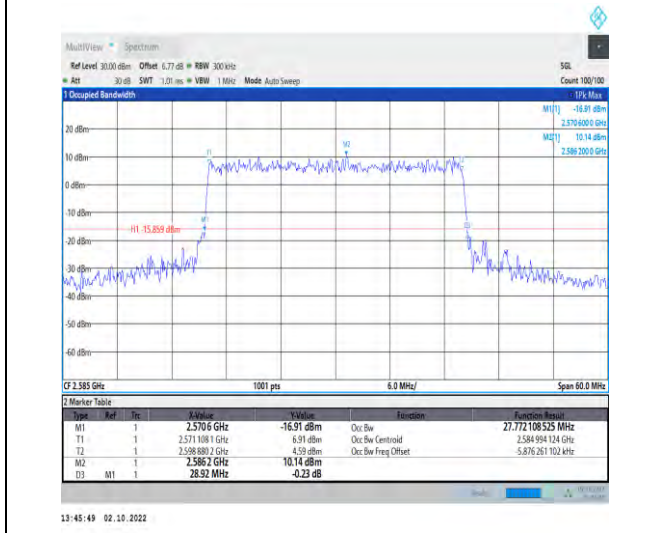 MultiView Spectrum
Ref Level 30.00 dBm Offset 6.77 dB RBW 300 kHz SGL
Att 30 dB SWT 1.01 ms VBW 1 MHz Mode Auto Sweep Count 100/100
1 Occupied Bandwidth 1Pk Max
M1[1] -16.91 dBm
2.570 600 0 GHz
M2[1] 10.14 dBm
2.586 200 0 GHz
20 dBm
M2
T1
10 dBm
0 dBm
-10 dBm
M1
H1 -15.859 dBm
-20 dBm
-30 dBm
-40 dBm
-50 dBm
-60 dBm
CF 2.585 GHz 1001 pts 6.0 MHz/ Span 60.0 MHz
2 Marker Table
Type Ref Trc X-Value Y-Value Function Function Result
M1 1 2.5706 GHz -16.91 dBm Occ Bw 27.772 108 525 MHz
T1 1 2.571 108 1 GHz 6.91 dBm Occ Bw Centroid 2.584 994 124 GHz
T2 1 2.598 880 2 GHz 4.59 dBm Occ Bw Freq Offset -5.876 261 102 kHz
M2 1 2.5862 GHz 10.14 dBm
D3 M1 1 28.92 MHz -0.23 dB
13:45:49 02.10.2022